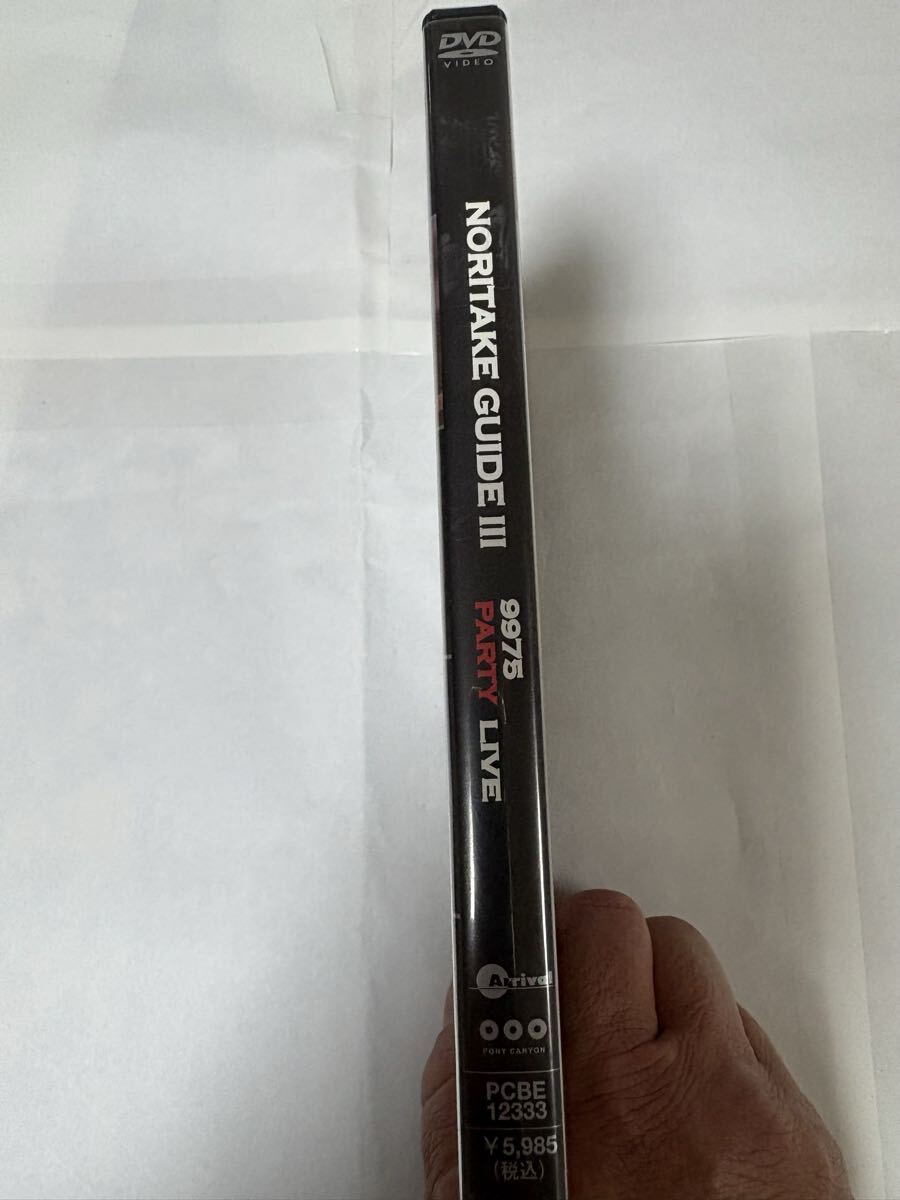 DVD
VIDEO
NORITAKE GUIDE III
9975
PARTY LIVE
Arrival
PONY CANYON
PCBE
12333
￥5,985
(税込)